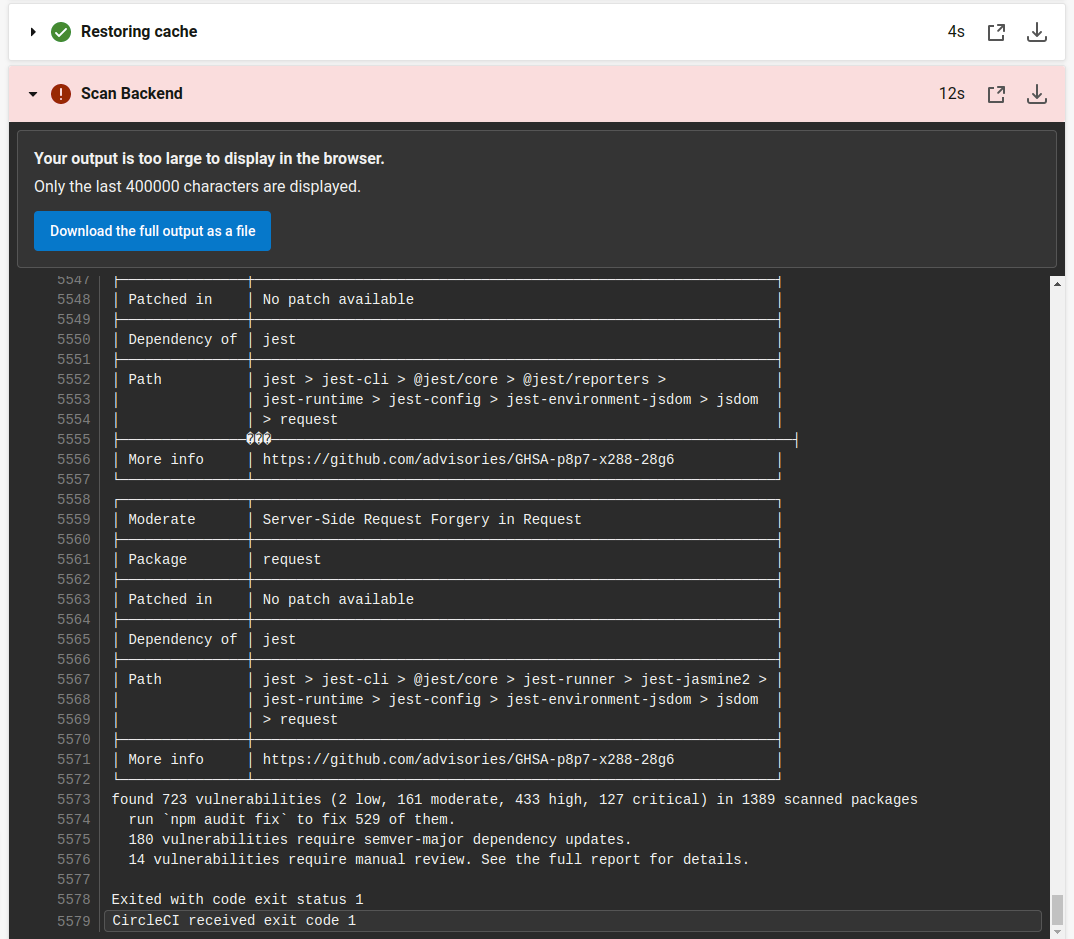 Restoring cache 4s
! Scan Backend 12s
Your output is too large to display in the browser.
Only the last 400000 characters are displayed.
Download the full output as a file
5547
5548 | Patched in | No patch available |
5549
5550 | Dependency of | jest |
5551
5552 | Path | jest > jest-cli > @jest/core > @jest/reporters > |
5553 | | jest-runtime > jest-config > jest-environment-jsdom > jsdom |
5554 | | > request |
5555 ���
5556 | More info | https://github.com/advisories/GHSA-p8p7-x288-28g6 |
5557
5558
5559 | Moderate | Server-Side Request Forgery in Request |
5560
5561 | Package | request |
5562
5563 | Patched in | No patch available |
5564
5565 | Dependency of | jest |
5566
5567 | Path | jest > jest-cli > @jest/core > jest-runner > jest-jasmine2 > |
5568 | | jest-runtime > jest-config > jest-environment-jsdom > jsdom |
5569 | | > request |
5570
5571 | More info | https://github.com/advisories/GHSA-p8p7-x288-28g6 |
5572
5573 found 723 vulnerabilities (2 low, 161 moderate, 433 high, 127 critical) in 1389 scanned packages
5574 run `npm audit fix` to fix 529 of them.
5575 180 vulnerabilities require semver-major dependency updates.
5576 14 vulnerabilities require manual review. See the full report for details.
5577
5578 Exited with code exit status 1
5579 CircleCI received exit code 1